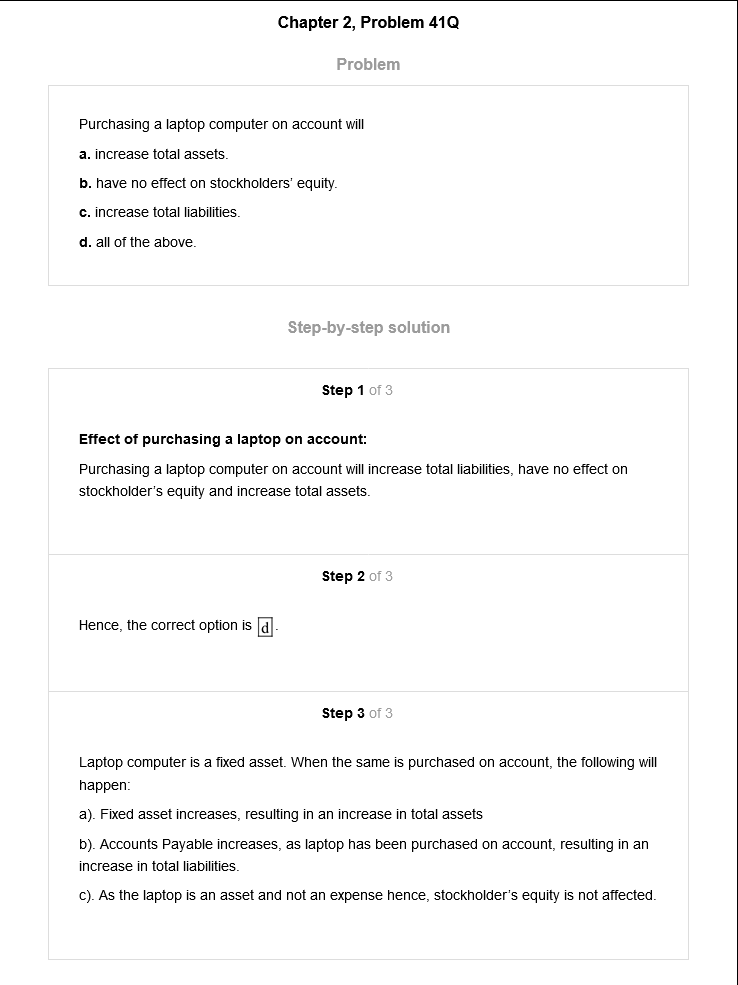 Chapter 2, Problem 41Q
Problem
Purchasing a laptop computer on account will
a. increase total assets.
b. have no effect on stockholders' equity.
c. increase total liabilities.
d. all of the above.
Step-by-step solution
Step 1 of 3
Effect of purchasing a laptop on account:
Purchasing a laptop computer on account will increase total liabilities, have no effect on
stockholder's equity and increase total assets.
Step 2 of 3
Hence, the correct option is d.
Step 3 of 3
Laptop computer is a fixed asset. When the same is purchased on account, the following will
happen:
a). Fixed asset increases, resulting in an increase in total assets
b). Accounts Payable increases, as laptop has been purchased on account, resulting in an
increase in total liabilities.
c). As the laptop is an asset and not an expense hence, stockholder's equity is not affected.